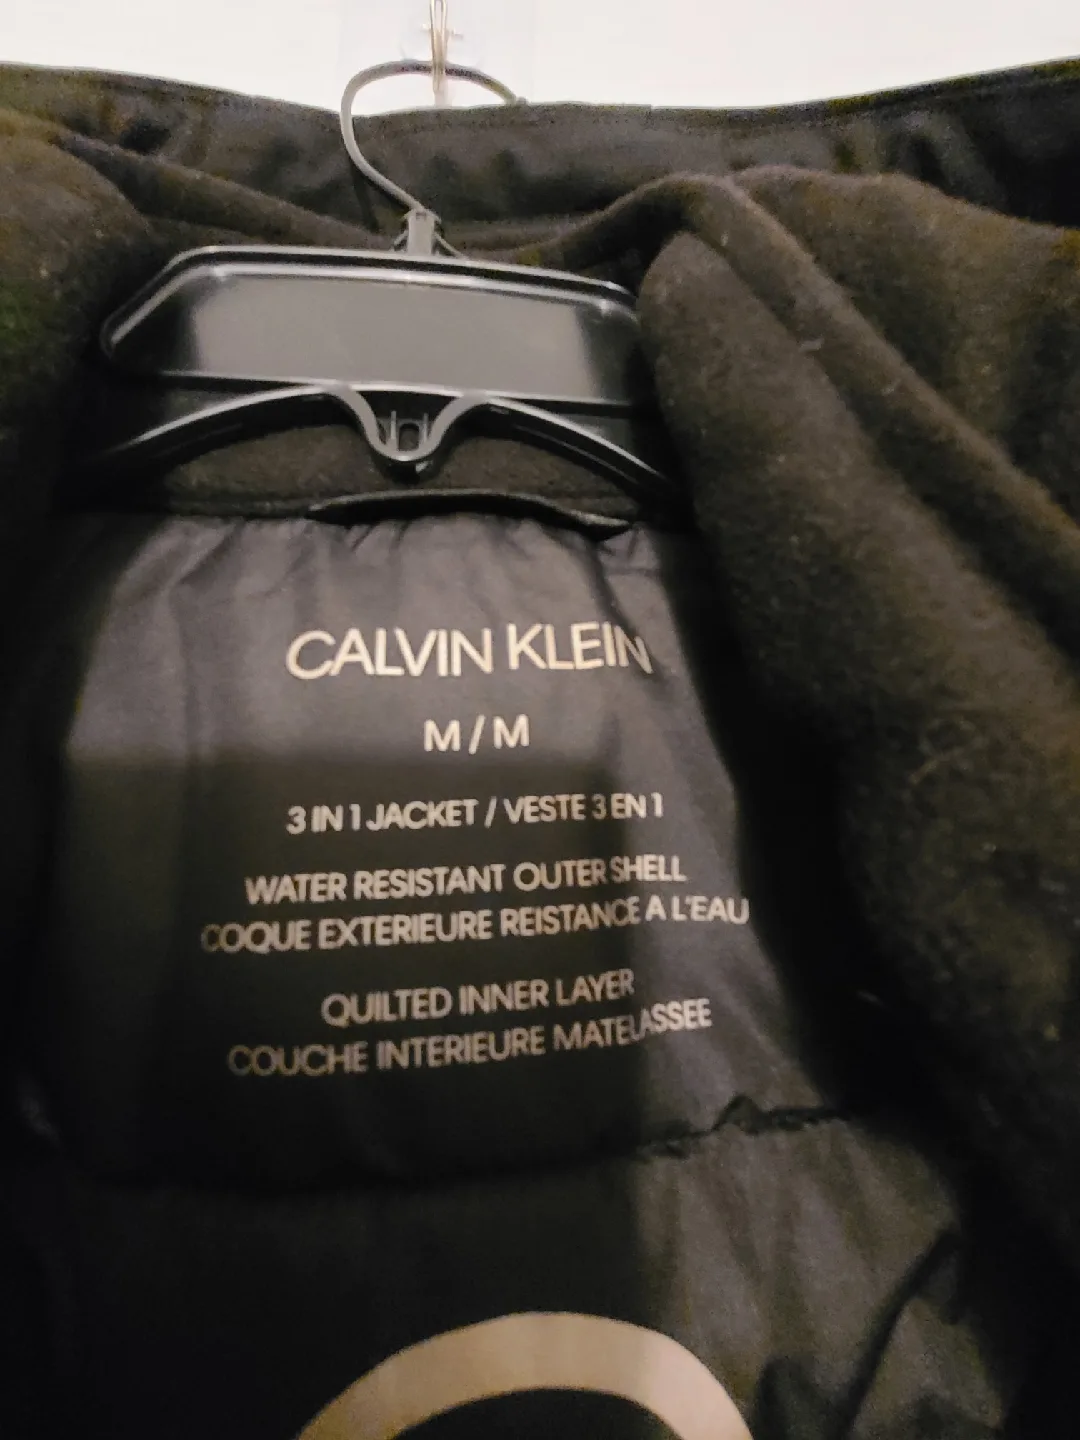 CALVIN KLEIN
M / M
3 IN 1 JACKET / VESTE 3 EN 1
WATER RESISTANT OUTER SHELL
COQUE EXTERIEURE REISTANCE A L'EAU
QUILTED INNER LAYER
COUCHE INTERIEURE MATELASSEE